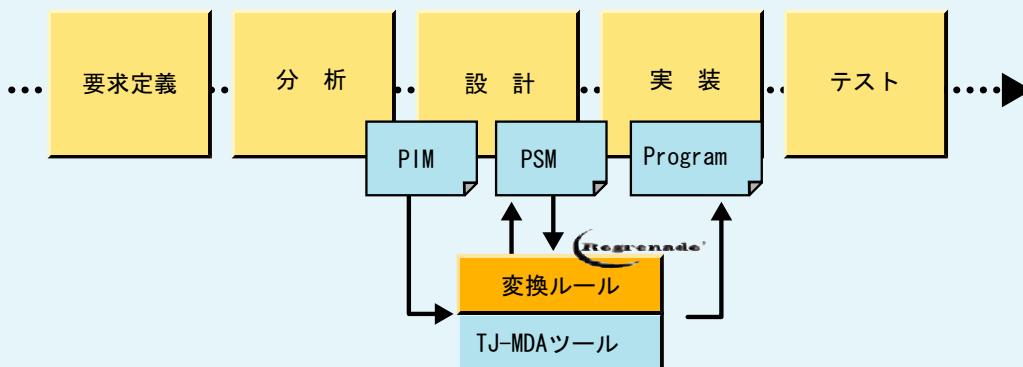 要求定義
分　析
設　計
実　装
テスト
PIM
PSM
Program
Regrenade
変換ルール
TJ-MDAツール